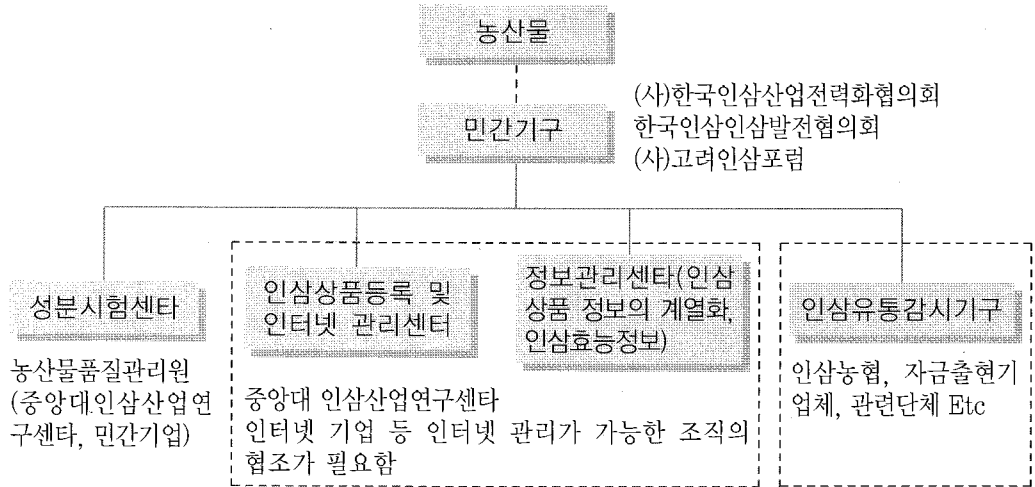 농산물
민간기구
(사)한국인삼산업전력화협의회
한국인삼인삼발전협의회
(사)고려인삼포럼
성분시험센타
농산물품질관리원
(중앙대인삼산업연
구센타, 민간기업)
인삼상품등록 및
인터넷 관리센터
정보관리센타(인삼
상품 정보의 계열화,
인삼효능정보)
중앙대 인삼산업연구센타
인터넷 기업 등 인터넷 관리가 가능한 조직의
협조가 필요함
인삼유통감시기구
인삼농협, 자금출현기
업체, 관련단체 Etc